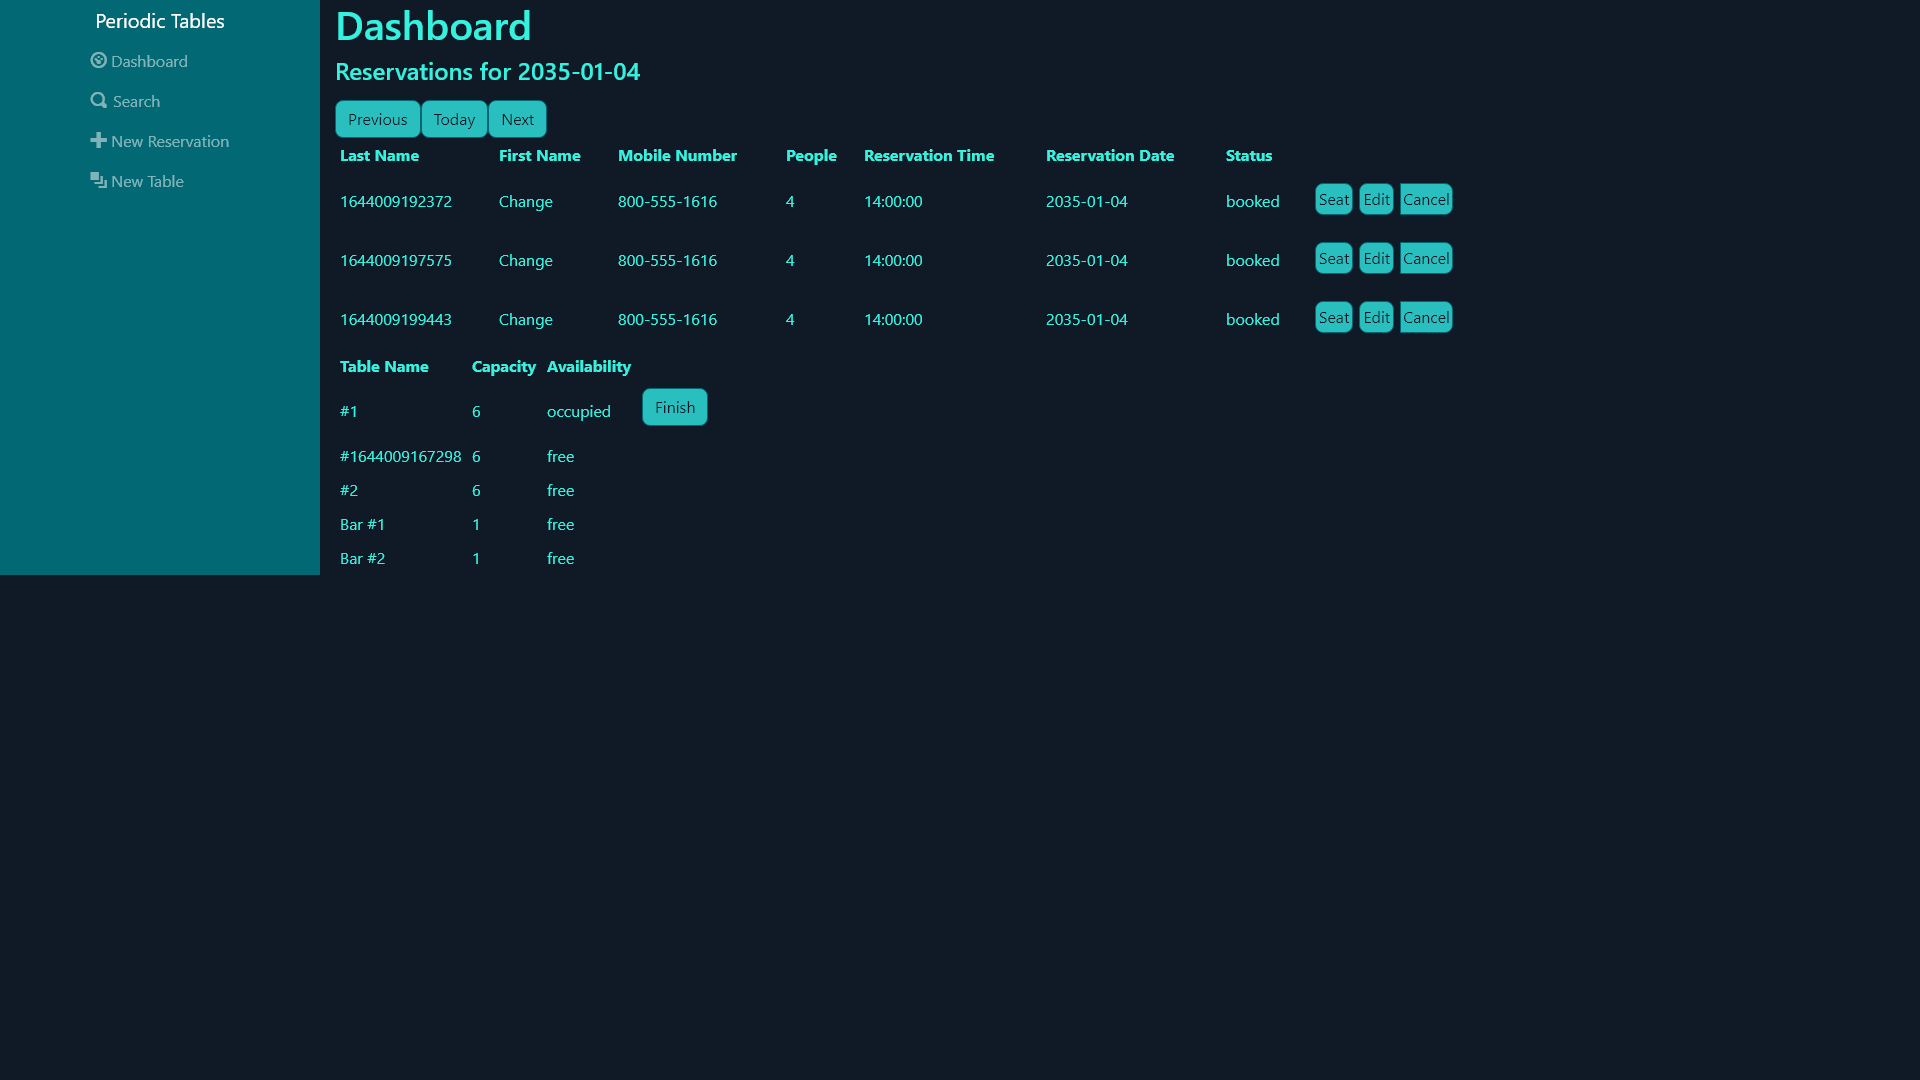 Periodic Tables
Dashboard
Search
New Reservation
New Table
Dashboard
Reservations for 2035-01-04
Previous Today Next
Last Name First Name Mobile Number People Reservation Time Reservation Date Status
1644009192372 Change 800-555-1616 4 14:00:00 2035-01-04 booked Seat Edit Cancel
1644009197575 Change 800-555-1616 4 14:00:00 2035-01-04 booked Seat Edit Cancel
1644009199443 Change 800-555-1616 4 14:00:00 2035-01-04 booked Seat Edit Cancel
Table Name Capacity Availability
#1 6 occupied Finish
#1644009167298 6 free
#2 6 free
Bar #1 1 free
Bar #2 1 free